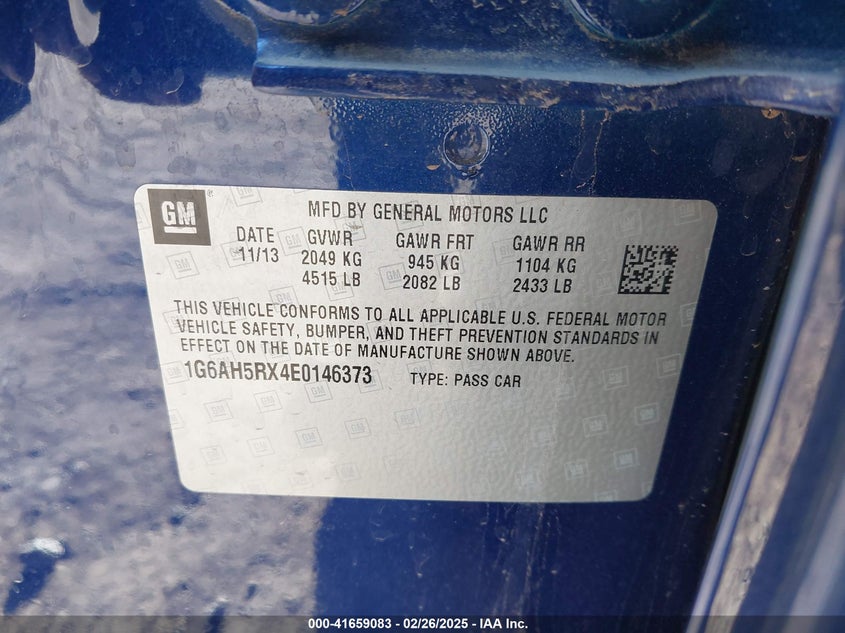 GM
MFD BY GENERAL MOTORS LLC
DATE GVWR GAWR FRT GAWR RR
11/13 2049 KG 945 KG 1104 KG
4515 LB 2082 LB 2433 LB
THIS VEHICLE CONFORMS TO ALL APPLICABLE U.S. FEDERAL MOTOR
VEHICLE SAFETY, BUMPER, AND THEFT PREVENTION STANDARDS IN
EFFECT ON THE DATE OF MANUFACTURE SHOWN ABOVE.
1G6AH5RX4E0146373 TYPE: PASS CAR
000-41659083 - 02/26/2025 - IAA Inc.